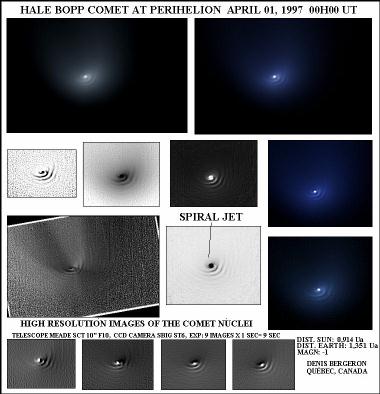 HALE BOPP COMET AT PERIHELION APRIL 01, 1997 00H00 UT
SPIRAL JET
HIGH RESOLUTION IMAGES OF THE COMET NUCLEI
TELESCOPE MEADE SCT 10" F10, CCD CAMERA SBIG ST6, EXP: 9 IMAGES X 1 SEC= 9 SEC
DIST. SUN: 0,914 Ua
DIST. EARTH: 1,351 Ua
MAGN: -1
DENIS BERGERON
QUÉBEC, CANADA